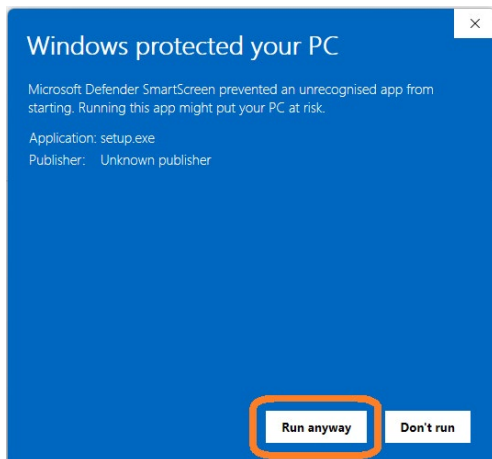 Windows protected your PC
Microsoft Defender SmartScreen prevented an unrecognised app from
starting. Running this app might put your PC at risk.
Application: setup.exe
Publisher: Unknown publisher
Run anyway Don't run